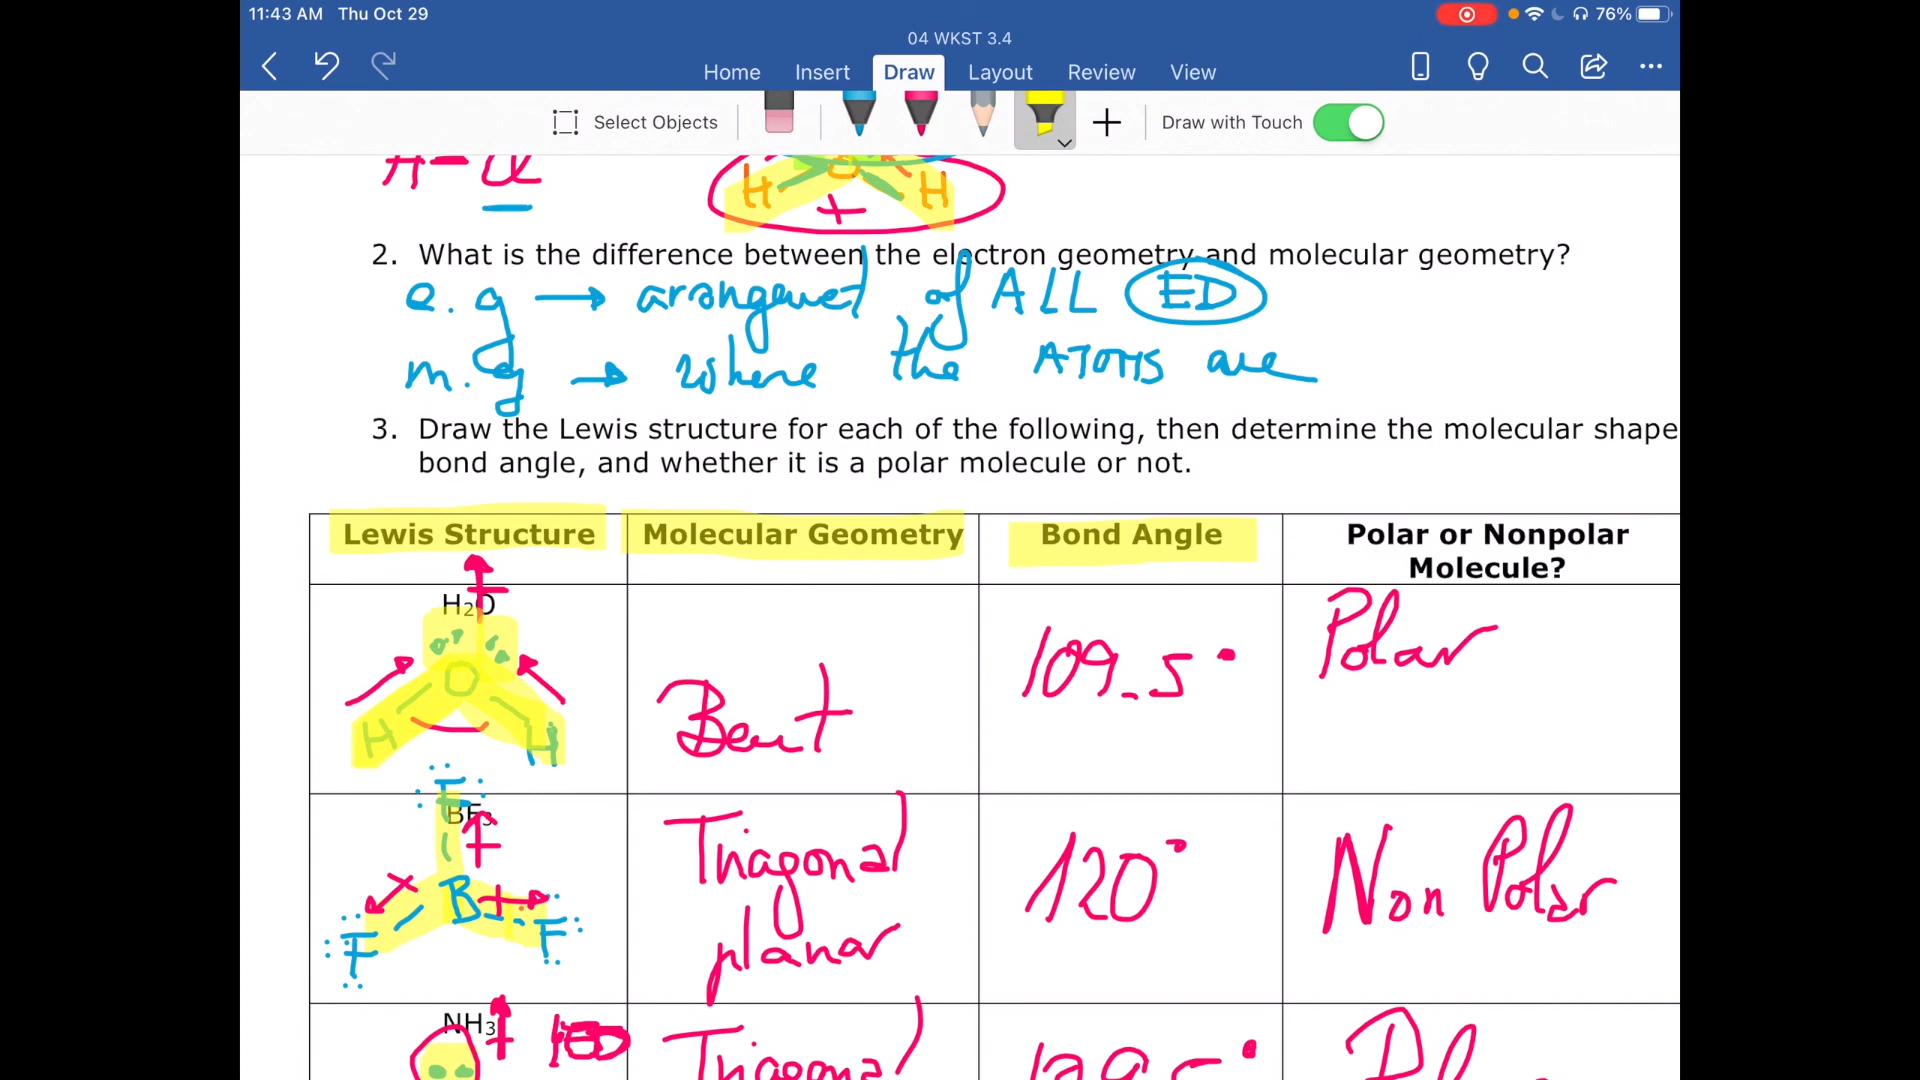 11:43 AM Thu Oct 29
76%
04 WKST 3.4
Home Insert Draw Layout Review View
Select Objects
Draw with Touch
H-Cl
H O H
2. What is the difference between the electron geometry and molecular geometry?
e.g → arangement of ALL ED
m.g → where the ATOMS are
3. Draw the Lewis structure for each of the following, then determine the molecular shape
bond angle, and whether it is a polar molecule or not.
Lewis Structure Molecular Geometry Bond Angle Polar or Nonpolar
Molecule?
H₂O
O
H H
Bent
109.5°
Polar
F
BF₃
B
F F
Triagonal
planar
120°
Non Polar
NH₃
Triagonal